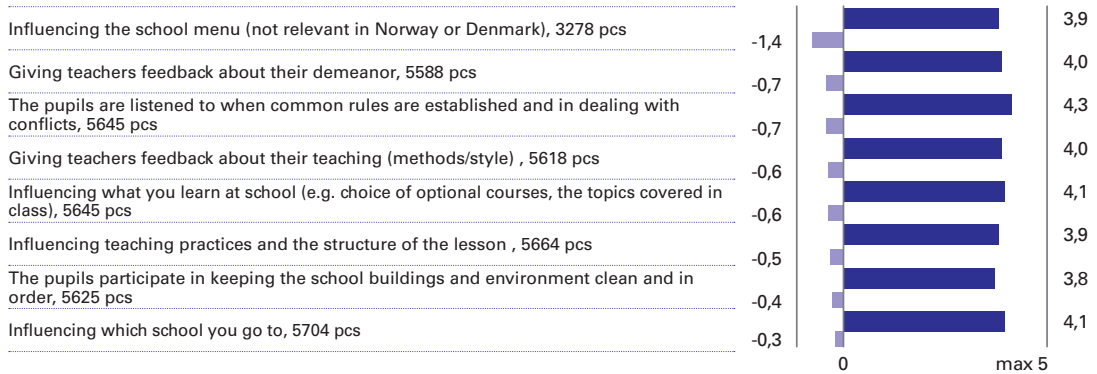 Influencing the school menu (not relevant in Norway or Denmark), 3278 pcs
3,9
-1,4
Giving teachers feedback about their demeanor, 5588 pcs
4,0
-0,7
The pupils are listened to when common rules are established and in dealing with
conflicts, 5645 pcs
4,3
-0,7
Giving teachers feedback about their teaching (methods/style) , 5618 pcs
4,0
-0,6
Influencing what you learn at school (e.g. choice of optional courses, the topics covered in
class), 5645 pcs
4,1
-0,6
Influencing teaching practices and the structure of the lesson , 5664 pcs
3,9
-0,5
The pupils participate in keeping the school buildings and environment clean and in
order, 5625 pcs
3,8
-0,4
Influencing which school you go to, 5704 pcs
4,1
-0,3
0 max 5